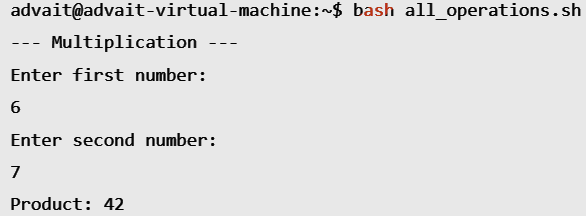 advait@advait-virtual-machine:~$ bash all_operations.sh
--- Multiplication ---
Enter first number:
6
Enter second number:
7
Product: 42